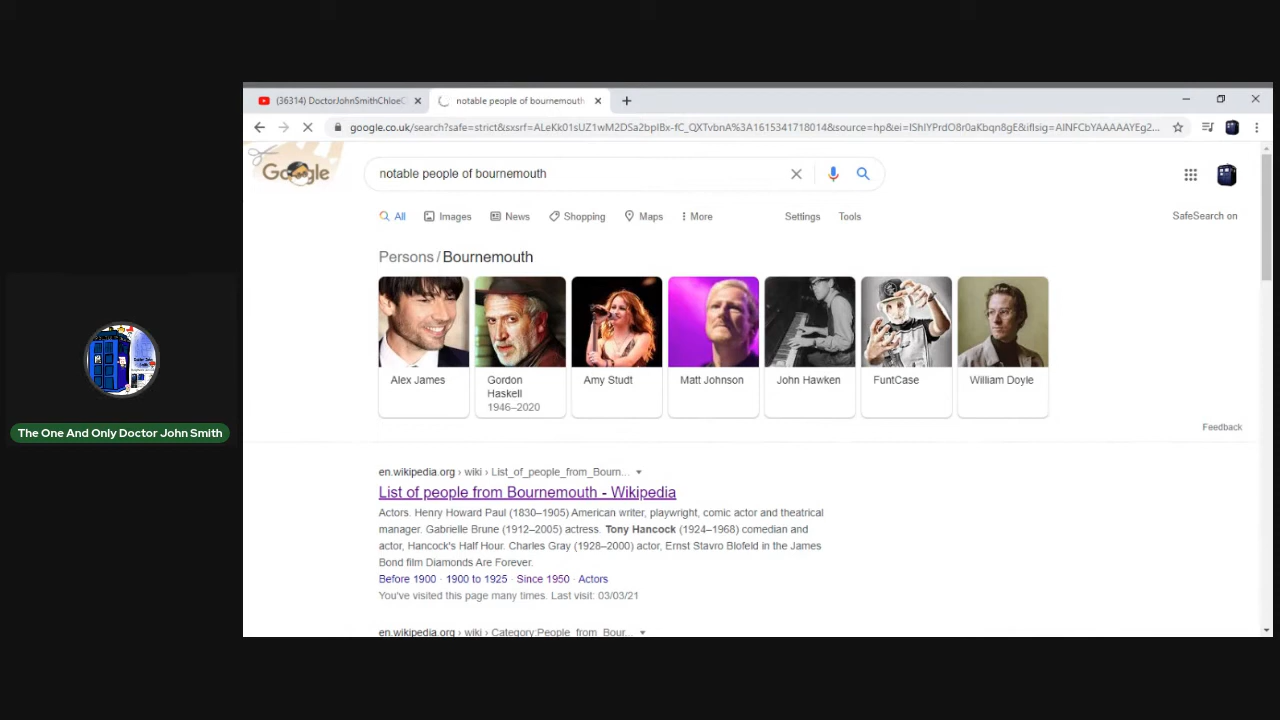 (36314) DoctorJohnSmithChloeC
notable people of bournemouth
google.co.uk/search?safe=strict&sxsrf=ALeKk01sUZ1wM2DSa2bpIBx-fC_QXTvbnA%3A1615341718014&source=hp&ei=IShIYPrdO8r0aKbqn8gE&iflsig=AINFCbYAAAAAYEg2...
Google
notable people of bournemouth
All Images News Shopping Maps More Settings Tools SafeSearch on
Persons / Bournemouth
Alex James
Gordon Haskell
1946–2020
Amy Studt
Matt Johnson
John Hawken
FuntCase
William Doyle
Feedback
The One And Only Doctor John Smith
en.wikipedia.org › wiki › List_of_people_from_Bourn...
List of people from Bournemouth - Wikipedia
Actors. Henry Howard Paul (1830–1905) American writer, playwright, comic actor and theatrical
manager. Gabrielle Brune (1912–2005) actress. Tony Hancock (1924–1968) comedian and
actor, Hancock's Half Hour. Charles Gray (1928–2000) actor, Ernst Stavro Blofeld in the James
Bond film Diamonds Are Forever.
Before 1900 · 1900 to 1925 · Since 1950 · Actors
You've visited this page many times. Last visit: 03/03/21
en.wikipedia.org › wiki › Category:People_from_Bour...